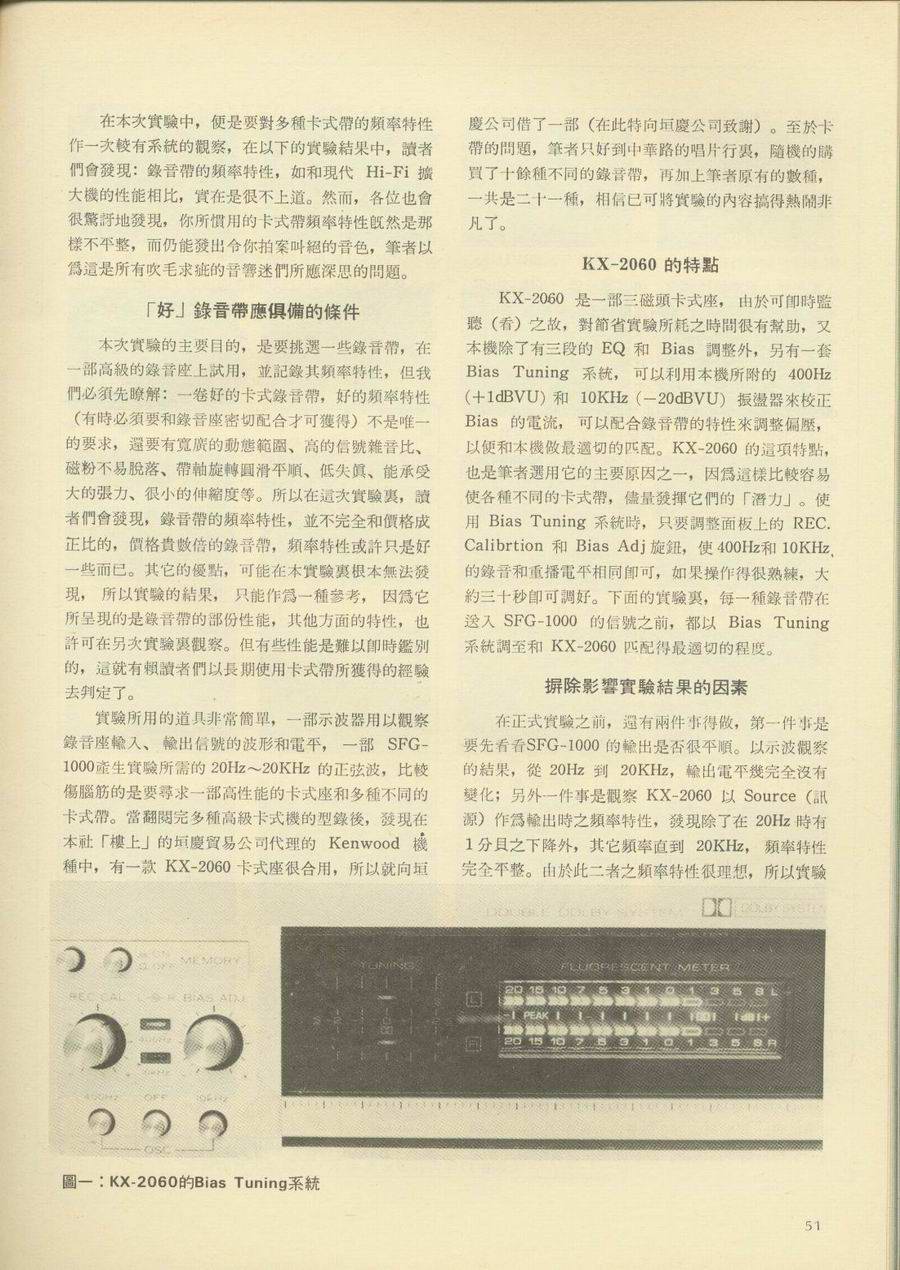 在本次實驗中，便是要對多種卡式帶的頻率特性
作一次較有系統的觀察，在以下的實驗結果中，讀者
們會發現：錄音帶的頻率特性，如和現代 Hi-Fi 擴
大機的性能相比，實在是很不上道。然而，各位也會
很驚訝地發現，你所慣用的卡式帶頻率特性既然是那
樣不平整，而仍能發出令你拍案叫絕的音色，筆者以
爲這是所有吹毛求疵的音響迷們所應深思的問題。
「好」錄音帶應俱備的條件
本次實驗的主要目的，是要挑選一些錄音帶，在
一部高級的錄音座上試用，並記錄其頻率特性，但我
們必須先瞭解：一卷好的卡式錄音帶，好的頻率特性
（有時必須要和錄音座密切配合才可獲得）不是唯一
的要求，還要有寬廣的動態範圍、高的信號雜音比、
磁粉不易脫落、帶軸旋轉圓滑平順、低失眞、能承受
大的張力、很小的伸縮度等。所以在這次實驗裏，讀
者們會發現，錄音帶的頻率特性，並不完全和價格成
正比的，價格貴數倍的錄音帶，頻率特性或許只是好
一些而已。其它的優點，可能在本實驗裏根本無法發
現，所以實驗的結果，只能作爲一種參考，因爲它
所呈現的是錄音帶的部份性能，其他方面的特性，也
許可在另次實驗裏觀察。但有些性能是難以卽時鑑別
的，這就有賴讀者們以長期使用卡式帶所獲得的經驗
去判定了。
實驗所用的道具非常簡單，一部示波器用以觀察
錄音座輸入、輸出信號的波形和電平，一部 SFG-
1000產生實驗所需的 20Hz～20KHz 的正弦波，比較
傷腦筋的是要尋求一部高性能的卡式座和多種不同的
卡式帶。當翻閱完多種高級卡式機的型錄後，發現在
本社「樓上」的垣慶貿易公司代理的 Kenwood 機
種中，有一款 KX-2060 卡式座很合用，所以就向垣
慶公司借了一部（在此特向垣慶公司致謝）。至於卡
帶的問題，筆者只好到中華路的唱片行裏，隨機的購
買了十餘種不同的錄音帶，再加上筆者原有的數種，
一共是二十一種，相信已可將實驗的內容搞得熱鬧非
凡了。
KX-2060 的特點
KX-2060 是一部三磁頭卡式座，由於可卽時監
聽（看）之故，對節省實驗所耗之時間很有幫助，又
本機除了有三段的 EQ 和 Bias 調整外，另有一套
Bias Tuning 系統，可以利用本機所附的 400Hz
(＋1dBVU) 和 10KHz (－20dBVU) 振盪器來校正
Bias 的電流，可以配合錄音帶的特性來調整偏壓，
以便和本機做最適切的匹配。KX-2060 的這項特點，
也是筆者選用它的主要原因之一，因爲這樣比較容易
使各種不同的卡式帶，儘量發揮它們的「潛力」。使
用 Bias Tuning 系統時，只要調整面板上的 REC.
Calibrtion 和 Bias Adj 旋鈕，使 400Hz和 10KHz
的錄音和重播電平相同卽可，如果操作得很熟練，大
約三十秒卽可調好。下面的實驗裏，每一種錄音帶在
送入 SFG-1000 的信號之前，都以 Bias Tuning
系統調至和 KX-2060 匹配得最適切的程度。
摒除影響實驗結果的因素
在正式實驗之前，還有兩件事得做，第一件事是
要先看看SFG-1000 的輸出是否很平順。以示波觀察
的結果，從 20Hz 到 20KHz，輸出電平幾完全沒有
變化；另外一件事是觀察 KX-2060 以 Source（訊
源）作爲輸出時之頻率特性，發現除了在 20Hz 時有
1分貝之下降外，其它頻率直到 20KHz，頻率特性
完全平整。由於此二者之頻率特性很理想，所以實驗
DOUBLE DOLBY SYSTEM
DOLBY SYSTEM
MEMORY
REC CAL L R BIAS ADJ
400Hz
10KHz
400Hz OFF 10KHz
OSC
TUNING
FLUORESCENT METER
20 15 10 7 5 3 1 0 1 3 5 8 L
PEAK
20 15 10 7 5 3 1 0 1 3 5 8 R
圖一：KX-2060的Bias Tuning系統
51